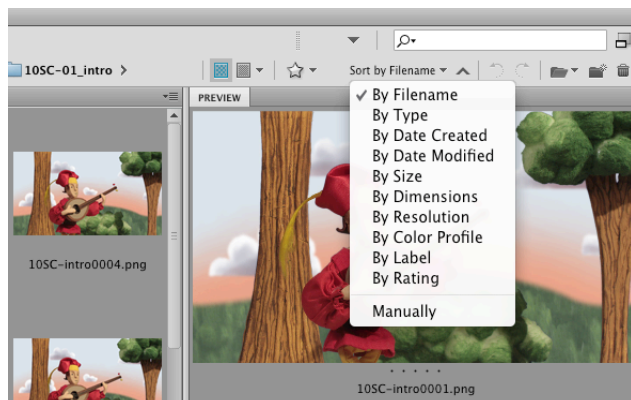 10SC-01_intro >
Sort by Filename
PREVIEW
✓ By Filename
By Type
By Date Created
By Date Modified
By Size
By Dimensions
By Resolution
By Color Profile
By Label
By Rating
Manually
10SC-intro0004.png
10SC-intro0001.png